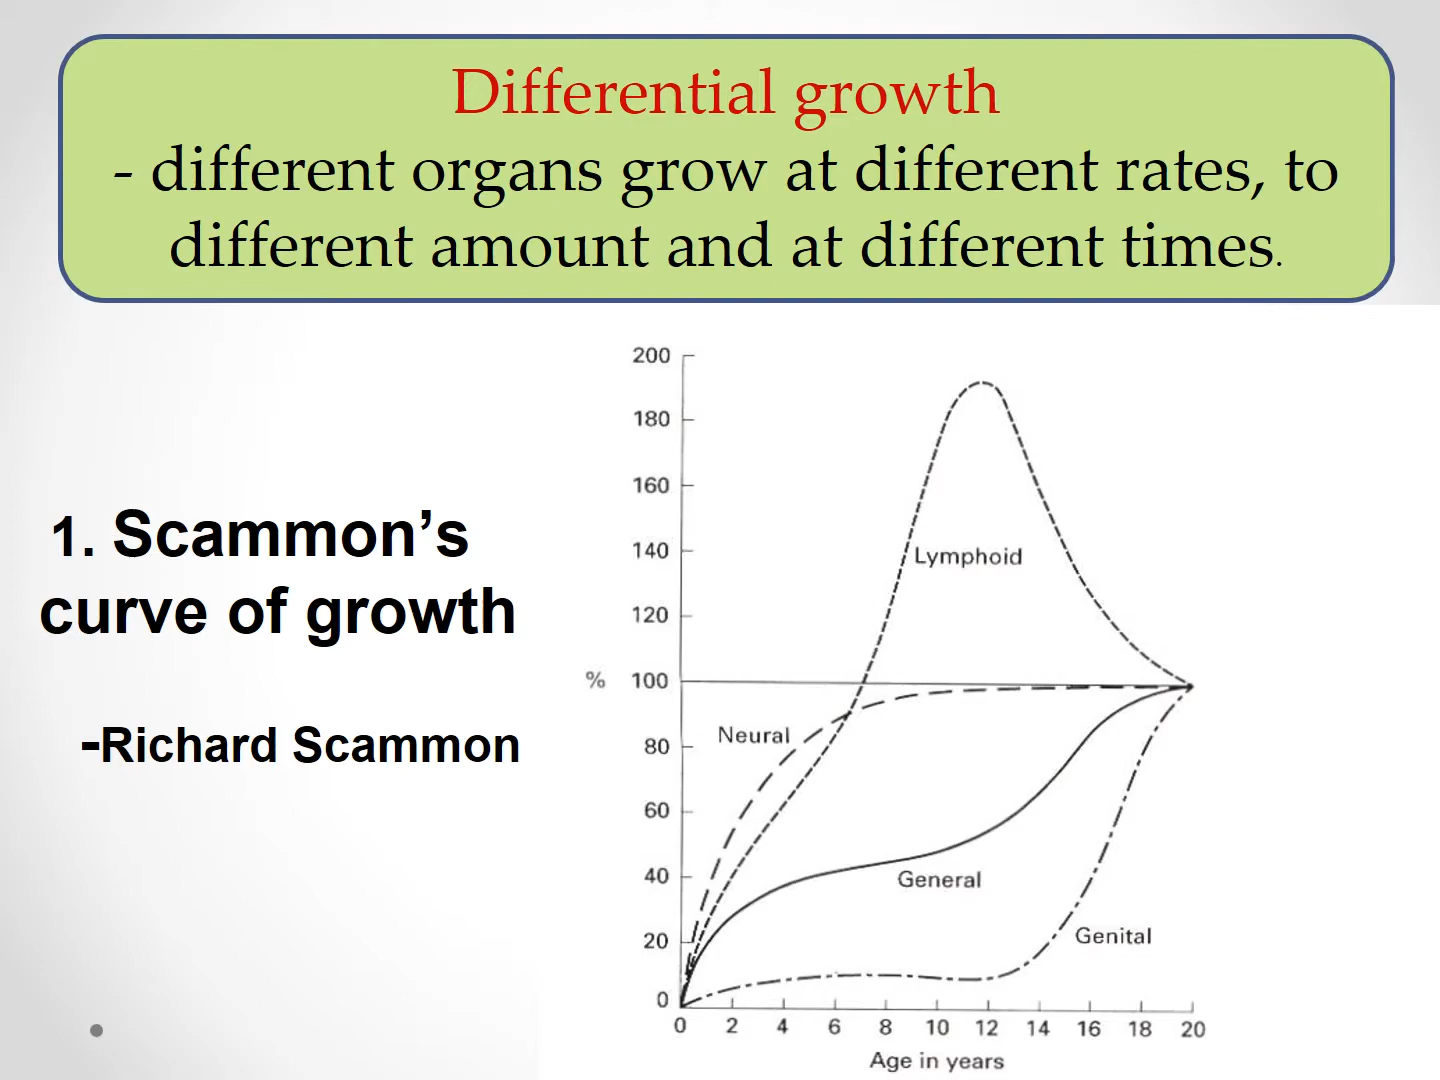 Differential growth
- different organs grow at different rates, to
different amount and at different times.
1. Scammon’s
curve of growth
-Richard Scammon
200
180
160
140
Lymphoid
120
% 100
Neural
80
60
40
General
20
Genital
0
0 2 4 6 8 10 12 14 16 18 20
Age in years